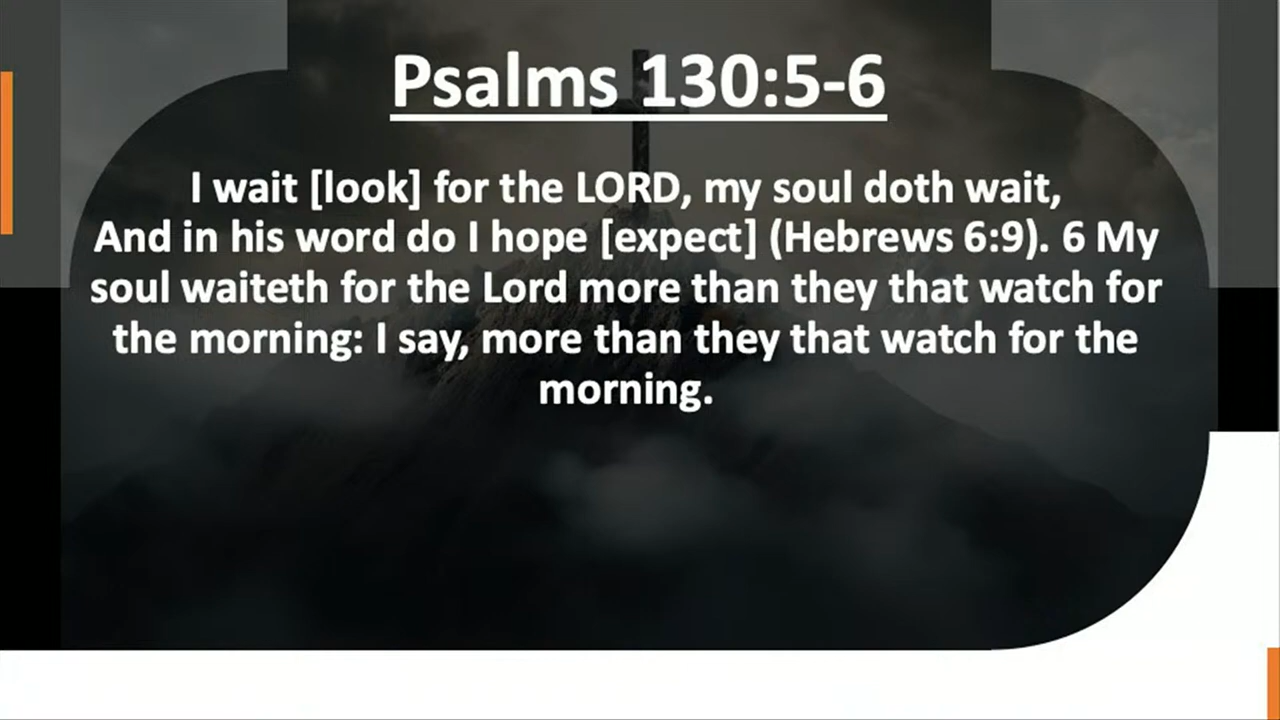 Psalms 130:5-6
I wait [look] for the LORD, my soul doth wait,
And in his word do I hope [expect] (Hebrews 6:9). 6 My
soul waiteth for the Lord more than they that watch for
the morning: I say, more than they that watch for the
morning.